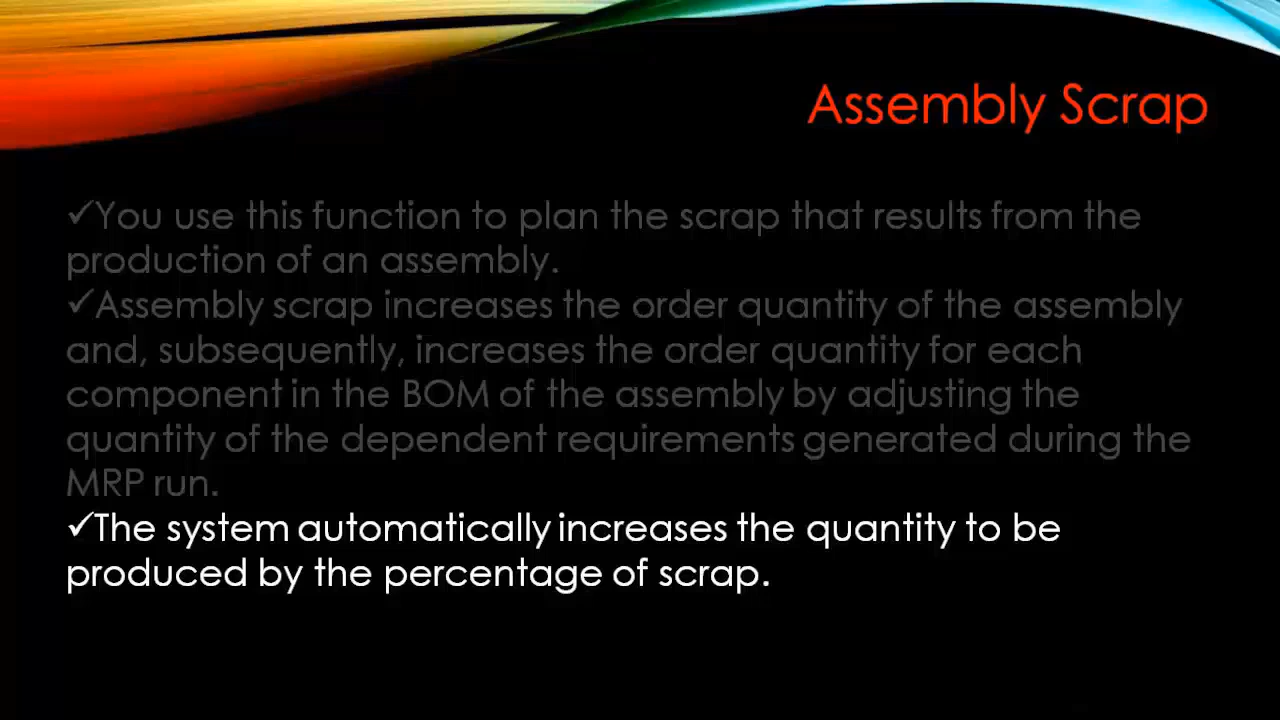 Assembly Scrap
✓You use this function to plan the scrap that results from the
production of an assembly.
✓Assembly scrap increases the order quantity of the assembly
and, subsequently, increases the order quantity for each
component in the BOM of the assembly by adjusting the
quantity of the dependent requirements generated during the
MRP run.
✓The system automatically increases the quantity to be
produced by the percentage of scrap.